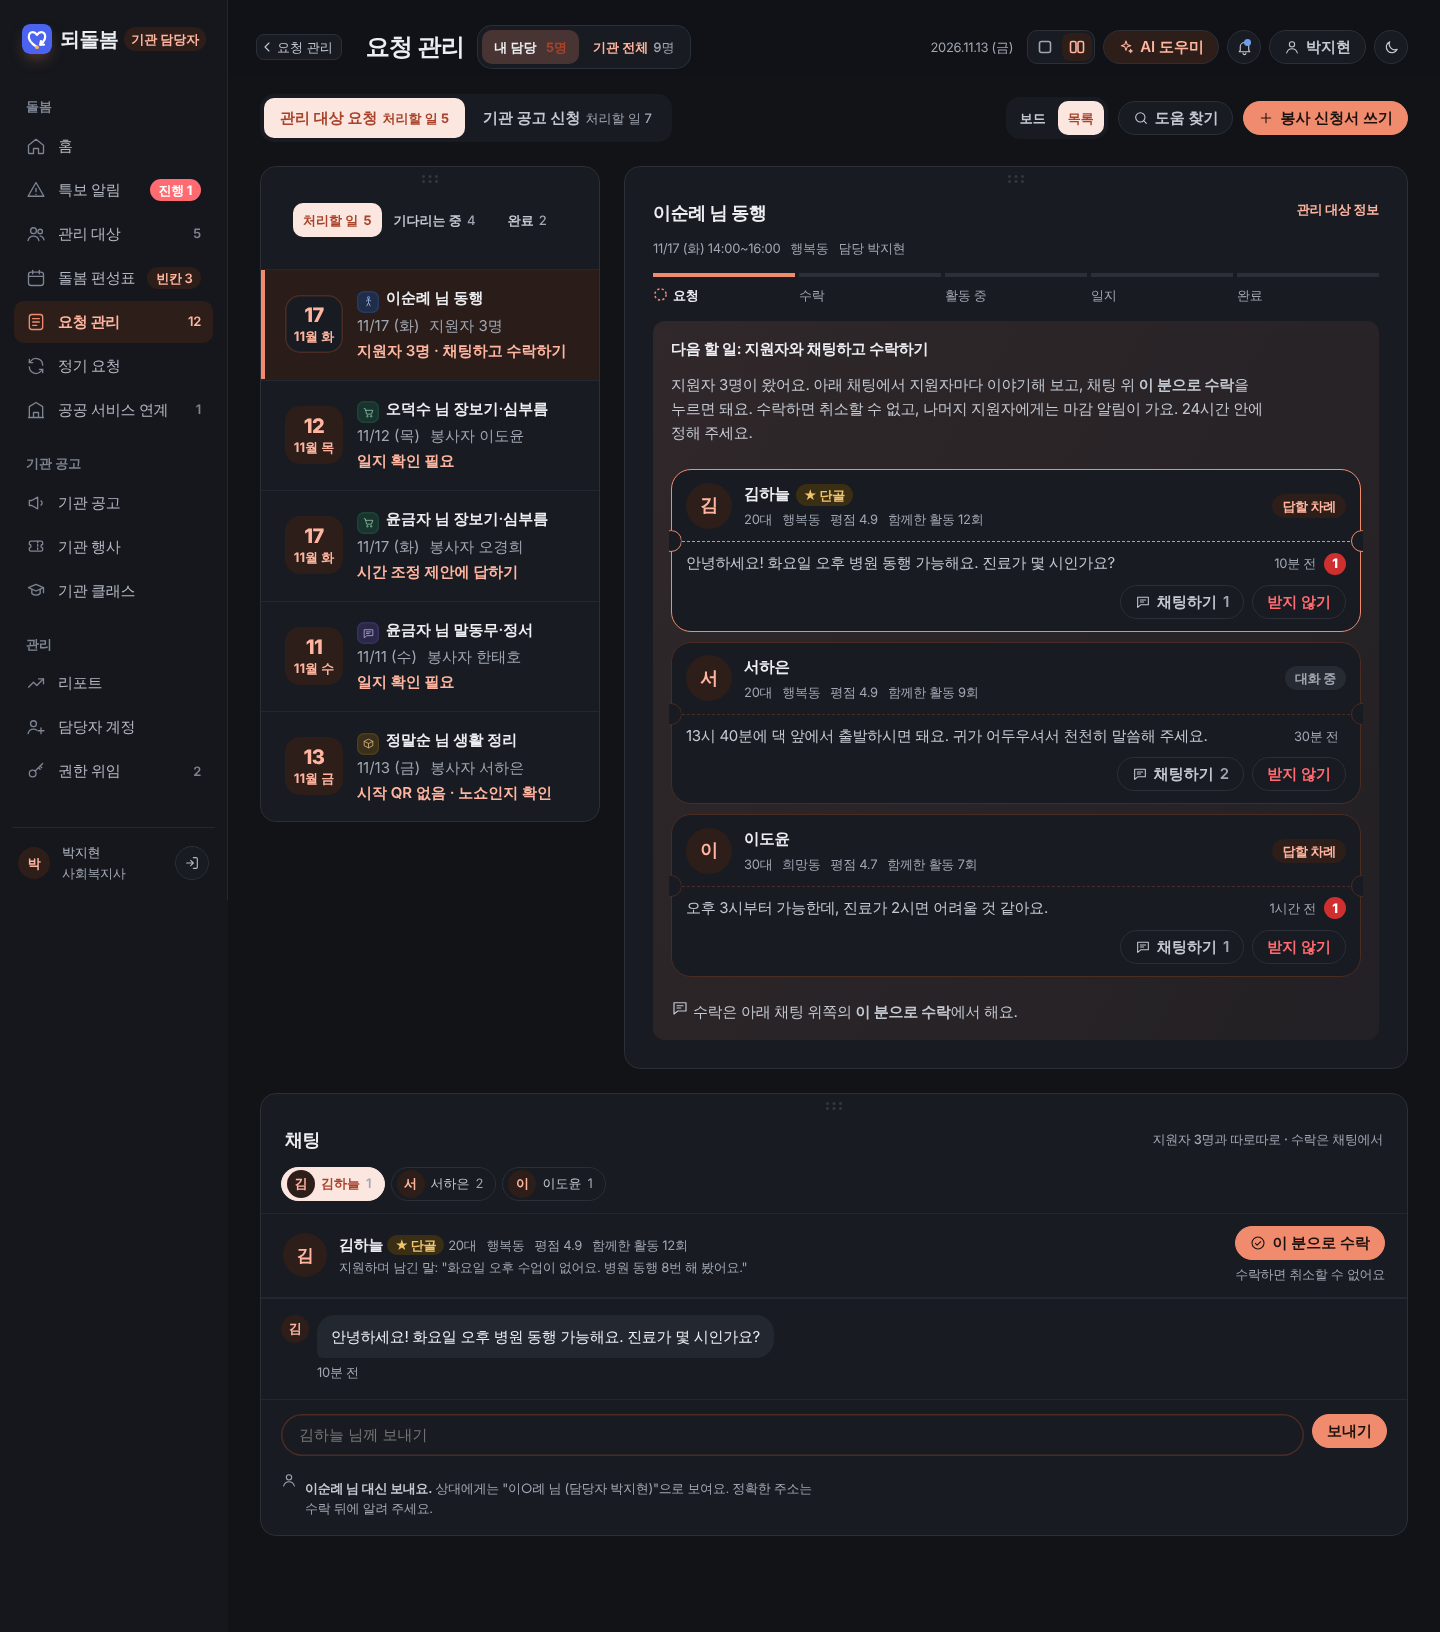 되돌봄 기관 담당자
돌봄
홈
특보 알림 진행 1
관리 대상 5
돌봄 편성표 빈칸 3
요청 관리 12
정기 요청
공공 서비스 연계 1
기관 공고
기관 공고
기관 행사
기관 클래스
관리
리포트
담당자 계정
권한 위임 2
박 박지현
사회복지사
요청 관리 요청 관리 내 담당 5명 기관 전체 9명
2026.11.13 (금) AI 도우미 박지현
관리 대상 요청 처리할 일 5 기관 공고 신청 처리할 일 7
보드 목록 도움 찾기 봉사 신청서 쓰기
처리할 일 5 기다리는 중 4 완료 2
17
11월 화
이순례 님 동행
11/17 (화) 지원자 3명
지원자 3명 · 채팅하고 수락하기
12
11월 목
오덕수 님 장보기·심부름
11/12 (목) 봉사자 이도윤
일지 확인 필요
17
11월 화
윤금자 님 장보기·심부름
11/17 (화) 봉사자 오경희
시간 조정 제안에 답하기
11
11월 수
윤금자 님 말동무·정서
11/11 (수) 봉사자 한태호
일지 확인 필요
13
11월 금
정말순 님 생활 정리
11/13 (금) 봉사자 서하은
시작 QR 없음 · 노쇼인지 확인
이순례 님 동행 관리 대상 정보
11/17 (화) 14:00~16:00 행복동 담당 박지현
요청 수락 활동 중 일지 완료
다음 할 일: 지원자와 채팅하고 수락하기
지원자 3명이 왔어요. 아래 채팅에서 지원자마다 이야기해 보고, 채팅 위 이 분으로 수락을
누르면 돼요. 수락하면 취소할 수 없고, 나머지 지원자에게는 마감 알림이 가요. 24시간 안에
정해 주세요.
김 김하늘 ★ 단골
20대 행복동 평점 4.9 함께한 활동 12회
답할 차례
안녕하세요! 화요일 오후 병원 동행 가능해요. 진료가 몇 시인가요? 10분 전 1
채팅하기 1 받지 않기
서 서하은
20대 행복동 평점 4.9 함께한 활동 9회
대화 중
13시 40분에 댁 앞에서 출발하시면 돼요. 귀가 어두우셔서 천천히 말씀해 주세요. 30분 전
채팅하기 2 받지 않기
이 이도윤
30대 희망동 평점 4.7 함께한 활동 7회
답할 차례
오후 3시부터 가능한데, 진료가 2시면 어려울 것 같아요. 1시간 전 1
채팅하기 1 받지 않기
수락은 아래 채팅 위쪽의 이 분으로 수락에서 해요.
채팅 지원자 3명과 따로따로 · 수락은 채팅에서
김 김하늘 1 서 서하은 2 이 이도윤 1
김 김하늘 ★ 단골 20대 행복동 평점 4.9 함께한 활동 12회
지원하며 남긴 말: "화요일 오후 수업이 없어요. 병원 동행 8번 해 봤어요."
이 분으로 수락
수락하면 취소할 수 없어요
김 안녕하세요! 화요일 오후 병원 동행 가능해요. 진료가 몇 시인가요?
10분 전
김하늘 님께 보내기 보내기
이순례 님 대신 보내요. 상대에게는 "이○례 님 (담당자 박지현)"으로 보여요. 정확한 주소는
수락 뒤에 알려 주세요.